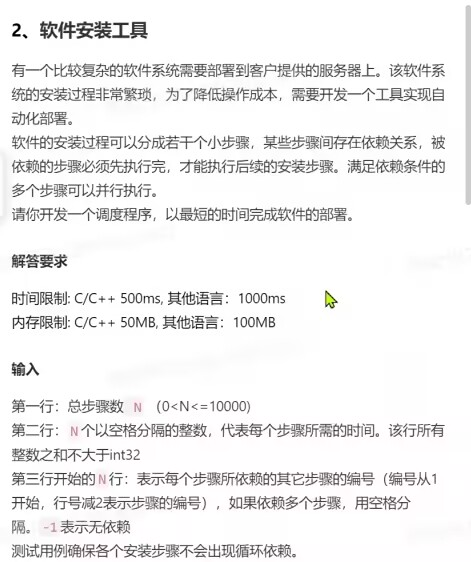 2、软件安装工具
有一个比较复杂的软件系统需要部署到客户提供的服务器上。该软件系
统的安装过程非常繁琐，为了降低操作成本，需要开发一个工具实现自
动化部署。
软件的安装过程可以分成若干个小步骤，某些步骤间存在依赖关系，被
依赖的步骤必须先执行完，才能执行后续的安装步骤。满足依赖条件的
多个步骤可以并行执行。
请你开发一个调度程序，以最短的时间完成软件的部署。
解答要求
时间限制: C/C++ 500ms, 其他语言：1000ms
内存限制: C/C++ 50MB, 其他语言：100MB
输入
第一行：总步骤数 N （0<N<=10000)
第二行：N个以空格分隔的整数，代表每个步骤所需的时间。该行所有
整数之和不大于int32
第三行开始的N行：表示每个步骤所依赖的其它步骤的编号（编号从1
开始，行号减2表示步骤的编号），如果依赖多个步骤，用空格分
隔。-1表示无依赖
测试用例确保各个安装步骤不会出现循环依赖。